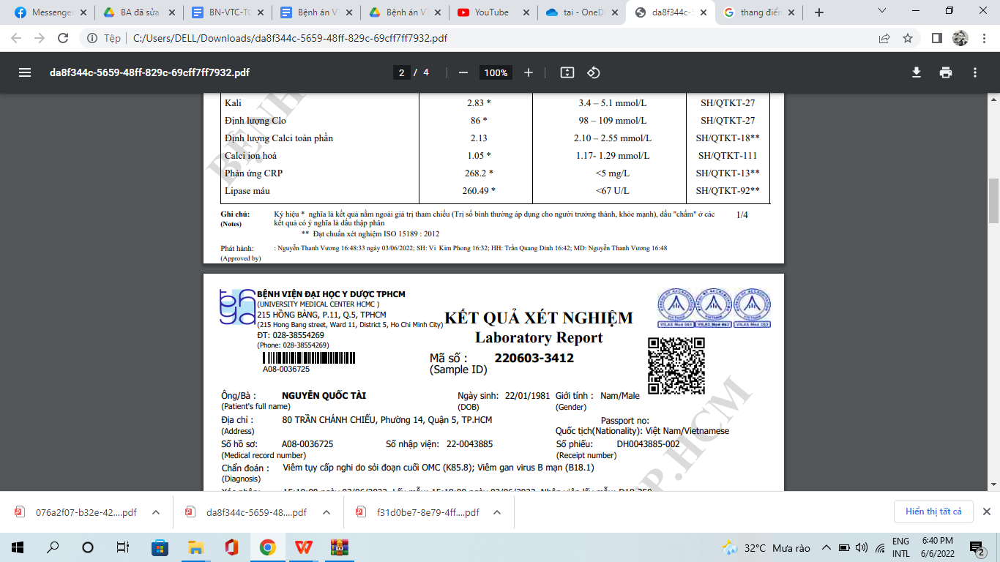 Messenger
BA đã sửa
BN-VTC-TC
Bệnh án VT
Bệnh án VT
YouTube
tai - OneDr
da8f344c-5
thang điểm
Tệp C:/Users/DELL/Downloads/da8f344c-5659-48ff-829c-69cff7ff7932.pdf
da8f344c-5659-48ff-829c-69cff7ff7932.pdf 2 / 4 100%
BỆNH
Kali 2.83 * 3.4 – 5.1 mmol/L SH/QTKT-27
Định lượng Clo 86 * 98 – 109 mmol/L SH/QTKT-27
Định lượng Calci toàn phần 2.13 2.10 – 2.55 mmol/L SH/QTKT-18**
Calci ion hoá 1.05 * 1.17- 1.29 mmol/L SH/QTKT-111
Phản ứng CRP 268.2 * <5 mg/L SH/QTKT-13**
Lipase máu 260.49 * <67 U/L SH/QTKT-92**
Ghi chú: Ký hiệu * nghĩa là kết quả nằm ngoài giá trị tham chiếu (Trị số bình thường áp dụng cho người trưởng thành, khỏe mạnh), dấu "chấm" ở các 1/4
(Notes) kết quả có ý nghĩa là dấu thập phân
** Đạt chuẩn xét nghiệm ISO 15189 : 2012
Phát hành: : Nguyễn Thanh Vương 16:48:33 ngày 03/06/2022; SH: Vi Kim Phong 16:32; HH: Trần Quang Dinh 16:42; MD: Nguyễn Thanh Vương 16:48
(Approved by)
BỆNH VIỆN ĐẠI HỌC Y DƯỢC TPHCM
(UNIVERSITY MEDICAL CENTER HCMC )
215 HỒNG BÀNG, P.11, Q.5, TPHCM
(215 Hong Bang street, Ward 11, District 5, Ho Chi Minh City)
ĐT: 028-38554269
(Phone: 028-38554269)
A08-0036725
KẾT QUẢ XÉT NGHIỆM
Laboratory Report
Mã số : 220603-3412
(Sample ID)
Ông/Bà : NGUYỄN QUỐC TÀI Ngày sinh: 22/01/1981 Giới tính : Nam/Male
(Patient's full name) (DOB) (Gender)
Địa chỉ : 80 TRẦN CHÁNH CHIẾU, Phường 14, Quận 5, TP.HCM Passport no:
(Address) Quốc tịch(Nationality): Việt Nam/Vietnamese
Số hồ sơ: A08-0036725 Số nhập viện: 22-0043885 Số phiếu: DH0043885-002
(Medical record number) (Receipt number)
Chẩn đoán : Viêm tụy cấp nghi do sỏi đoạn cuối OMC (K85.8); Viêm gan virus B mạn (B18.1)
(Diagnosis)
P.HCM
076a2f07-b32e-42....pdf
da8f344c-5659-48....pdf
f31d0be7-8e79-4ff....pdf
Hiển thị tất cả
32°C Mưa rào
ENG
INTL
6:40 PM
6/6/2022
2